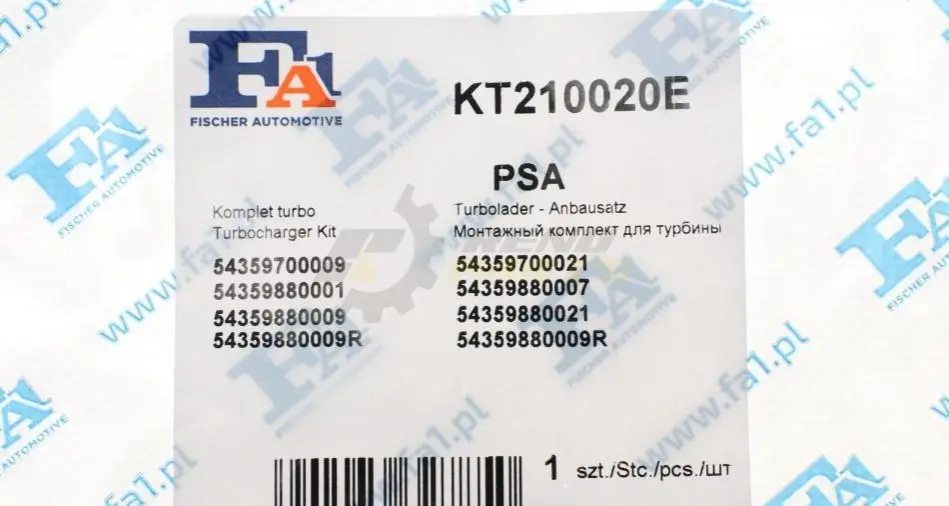 FA1
FISCHER AUTOMOTIVE
KT210020E
PSA
Komplet turbo
Turbocharger Kit
Turbolader - Anbausatz
Монтажный комплект для турбины
54359700009
54359880001
54359880009
54359880009R
54359700021
54359880007
54359880021
54359880009R
1 szt./Stc./pcs./шт
www.fa1.pl
www.fa1.pl
www.fa1.pl
www.fa1.pl
FA1
FISCHER AUTOMOTIVE
FA1
FISCHER AUTOMOTIVE